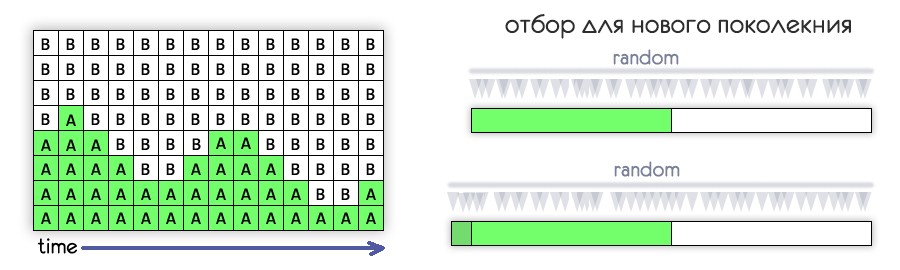 B B B B B B B B B B B B B B
B B B B B B B B B B B B B B
B B B B B B B B B B B B B B
B A B B B B B B B B B B B B
A A A B B B B A A B B B B B
A A A A B B A A A A B B B B
A A A A A A A A A A A B B A
A A A A A A A A A A A A A A
time
отбор для нового поколекния
random
random